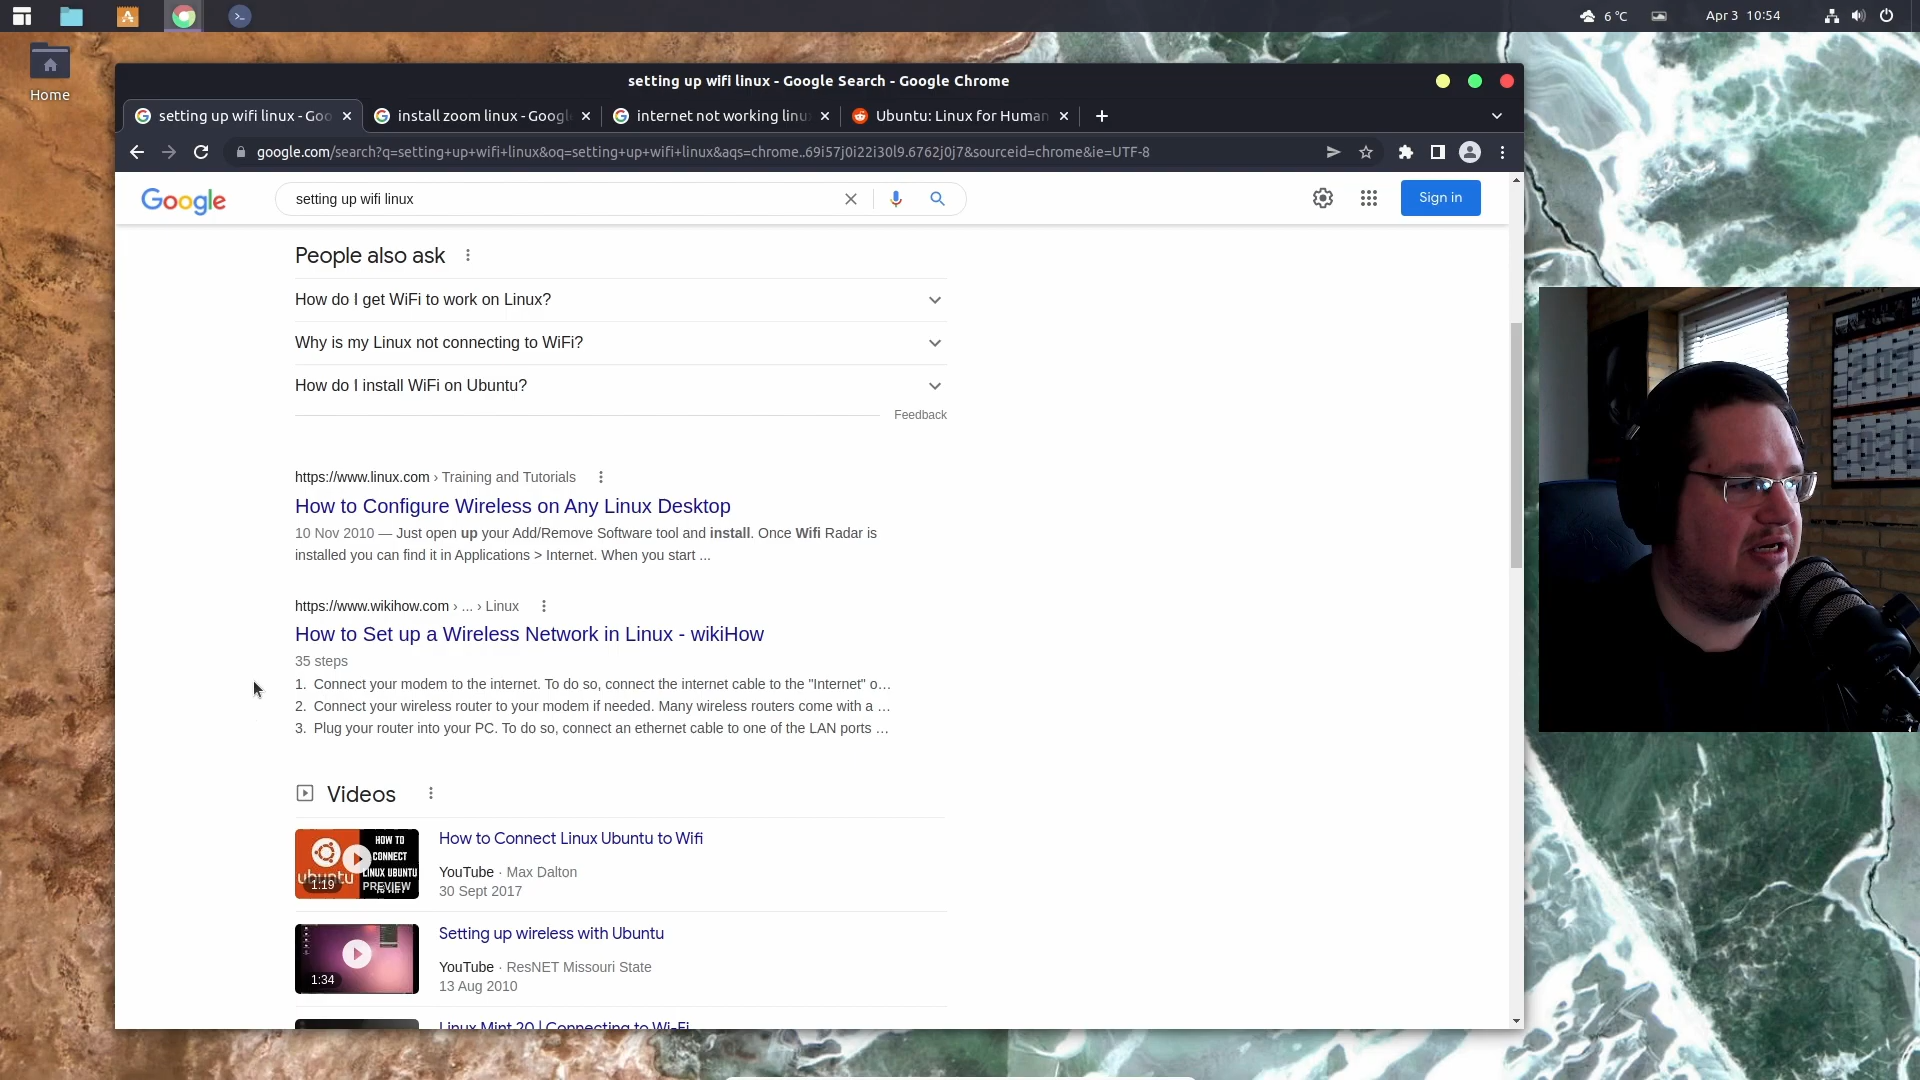 6 °C
Apr 3 10:54
Home
setting up wifi linux - Google Search - Google Chrome
setting up wifi linux - Goo
install zoom linux - Googl
internet not working linu
Ubuntu: Linux for Human
google.com/search?q=setting+up+wifi+linux&oq=setting+up+wifi+linux&aqs=chrome..69i57j0i22i30l9.6762j0j7&sourceid=chrome&ie=UTF-8
Google
setting up wifi linux
Sign in
People also ask
How do I get WiFi to work on Linux?
Why is my Linux not connecting to WiFi?
How do I install WiFi on Ubuntu?
Feedback
https://www.linux.com › Training and Tutorials
How to Configure Wireless on Any Linux Desktop
10 Nov 2010 — Just open up your Add/Remove Software tool and install. Once Wifi Radar is
installed you can find it in Applications > Internet. When you start ...
https://www.wikihow.com › ... › Linux
How to Set up a Wireless Network in Linux - wikiHow
35 steps
1. Connect your modem to the internet. To do so, connect the internet cable to the "Internet" o…
2. Connect your wireless router to your modem if needed. Many wireless routers come with a …
3. Plug your router into your PC. To do so, connect an ethernet cable to one of the LAN ports …
Videos
HOW TO
CONNECT
LINUX UBUNTU
ubuntu
1:19
PREVIEW
How to Connect Linux Ubuntu to Wifi
YouTube · Max Dalton
30 Sept 2017
1:34
Setting up wireless with Ubuntu
YouTube · ResNET Missouri State
13 Aug 2010
Linux Mint 20 | Connecting to Wi-Fi